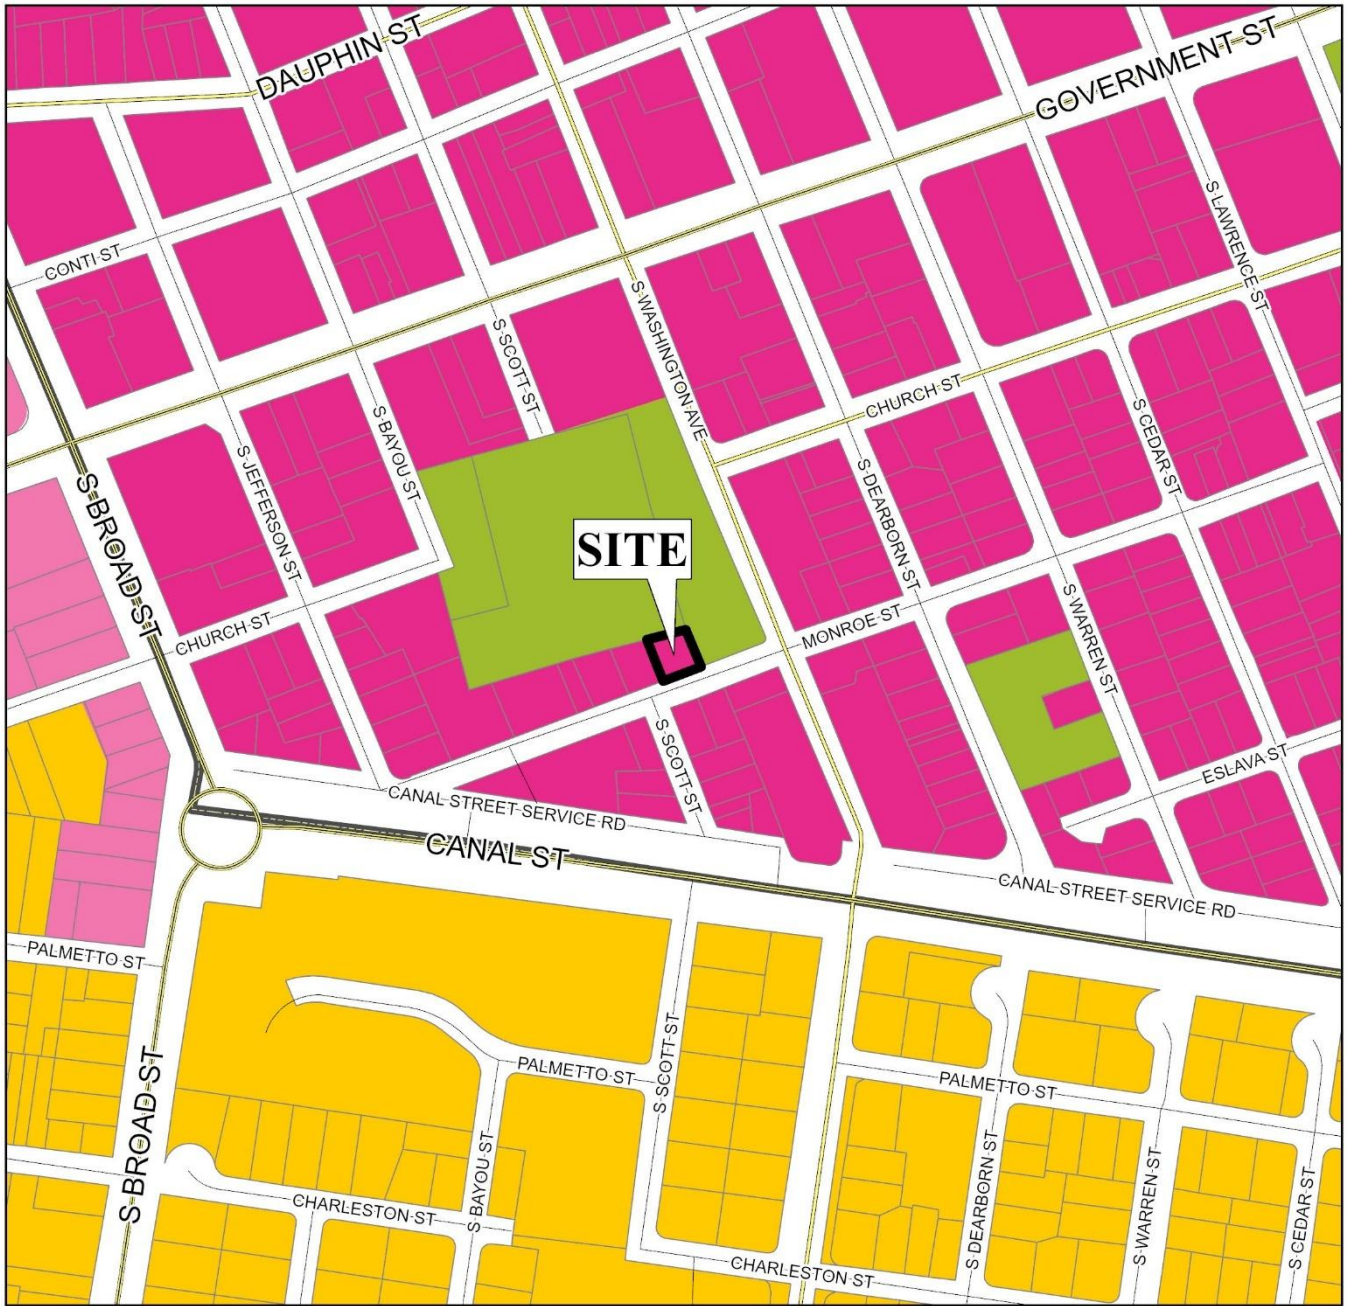 DAUPHIN ST
GOVERNMENT ST
S LAWRENCE ST
CONTI ST
S WASHINGTON AVE
S SCOTT ST
CHURCH ST
S BAYOU ST
S CEDAR ST
S JEFFERSON ST
S DEARBORN ST
S BROAD ST
SITE
S WARREN ST
MONROE ST
CHURCH ST
S SCOTT ST
ESLAVA ST
CANAL STREET SERVICE RD
CANAL ST
CANAL STREET SERVICE RD
PALMETTO ST
S SCOTT ST
PALMETTO ST
PALMETTO ST
S BROAD ST
S BAYOU ST
S DEARBORN ST
S WARREN ST
S CEDAR ST
CHARLESTON ST
CHARLESTON ST